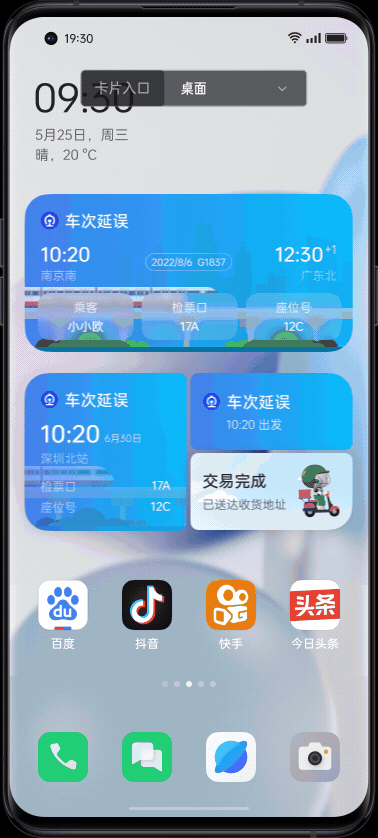 19:30
09:30
卡片入口
桌面
5月25日，周三
晴，20 ℃
车次延误
10:20
南京南
2022/8/6 G1837
12:30+1
广东北
乘客
小小欧
检票口
17A
座位号
12C
车次延误
10:20 6月30日
深圳北站
检票口 17A
座位号 12C
车次延误
10:20 出发
交易完成
已送达收货地址
du
百度
抖音
快手
头条
今日头条